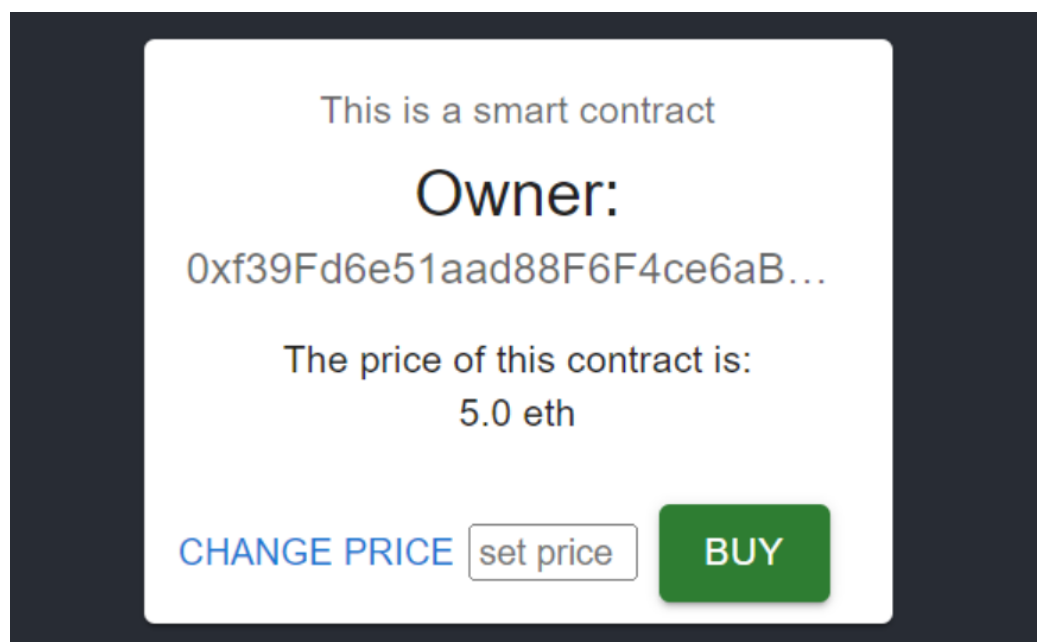 This is a smart contract
Owner:
0xf39Fd6e51aad88F6F4ce6aB...
The price of this contract is:
5.0 eth
CHANGE PRICE set price BUY